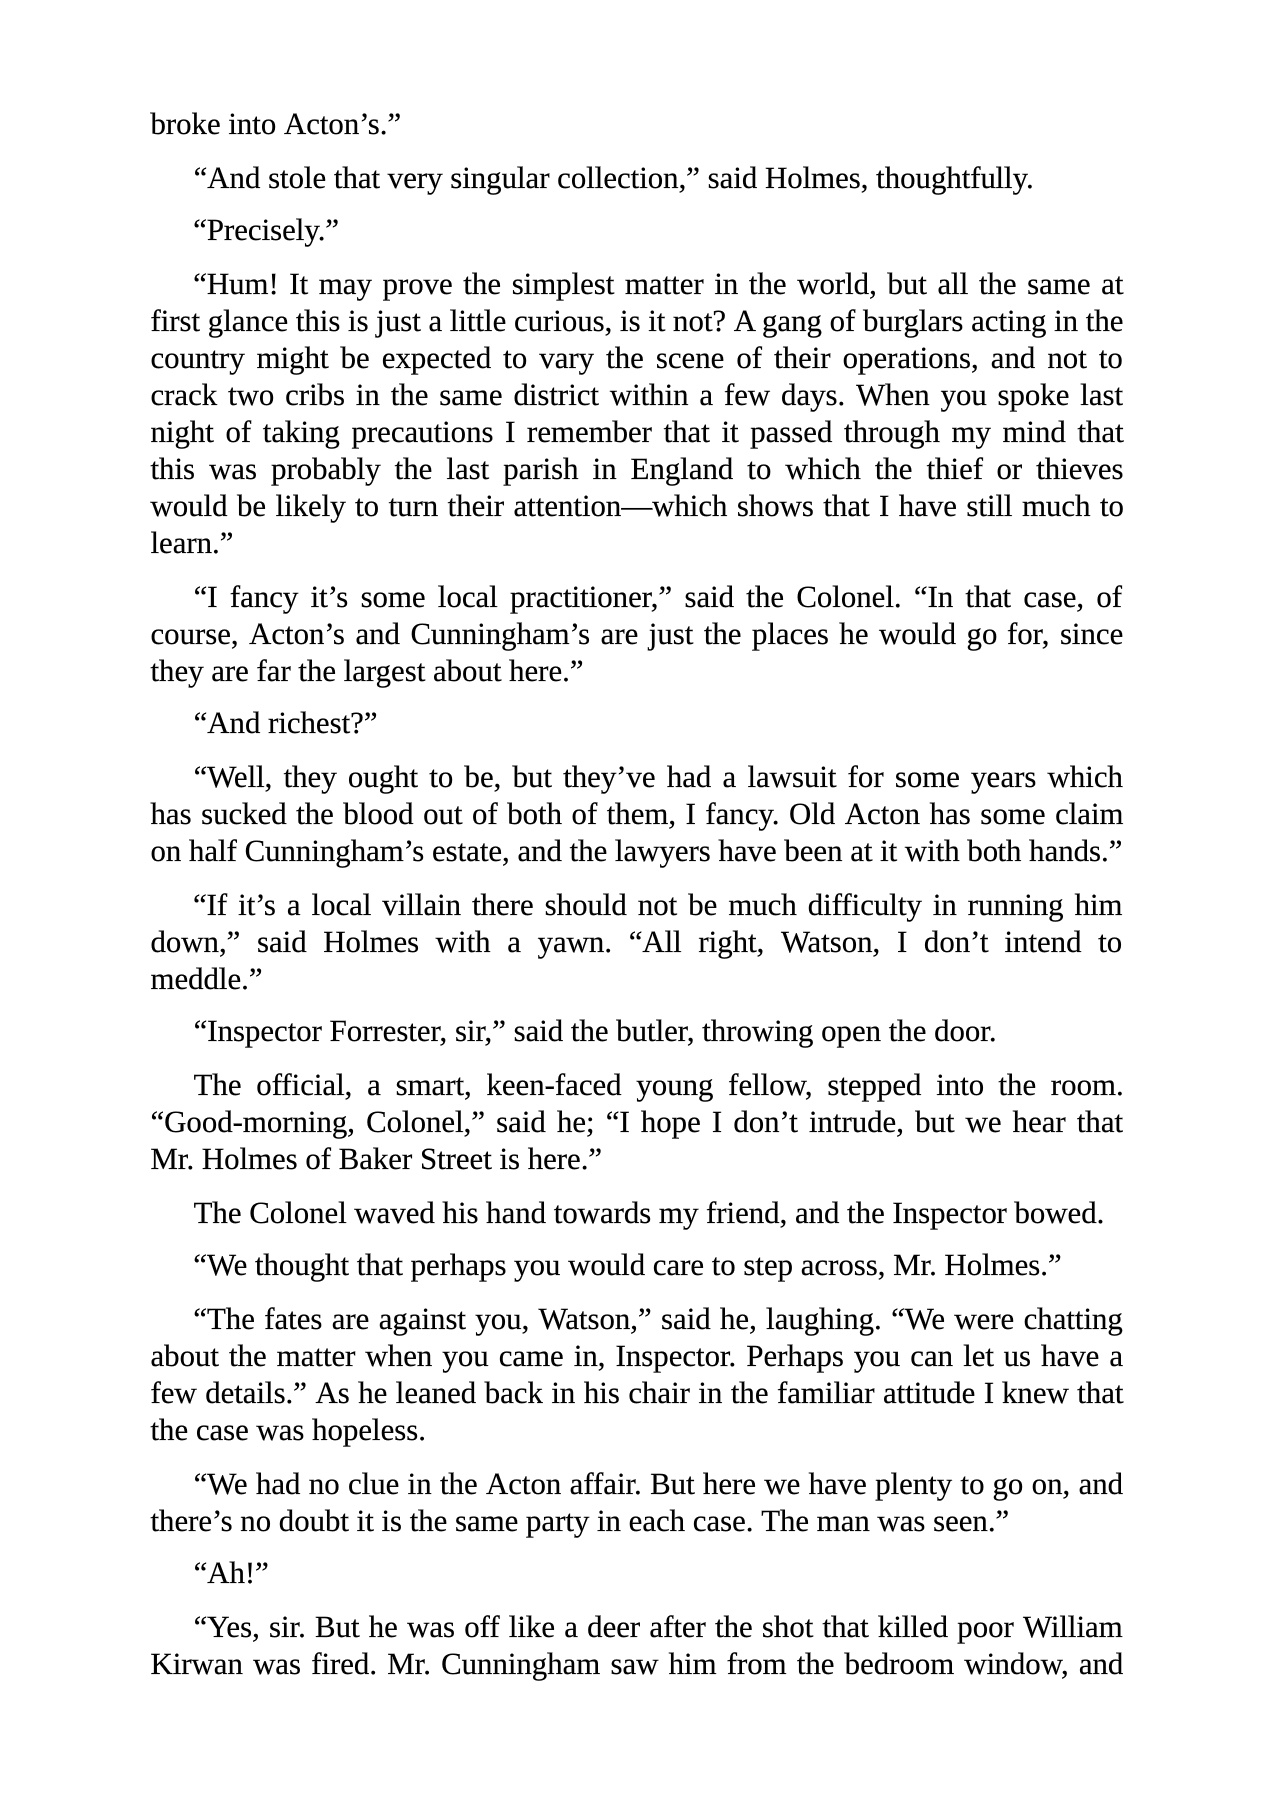 broke into Acton’s.”
“And stole that very singular collection,” said Holmes, thoughtfully.
“Precisely.”
“Hum! It may prove the simplest matter in the world, but all the same at
first glance this is just a little curious, is it not? A gang of burglars acting in the
country might be expected to vary the scene of their operations, and not to
crack two cribs in the same district within a few days. When you spoke last
night of taking precautions I remember that it passed through my mind that
this was probably the last parish in England to which the thief or thieves
would be likely to turn their attention—which shows that I have still much to
learn.”
“I fancy it’s some local practitioner,” said the Colonel. “In that case, of
course, Acton’s and Cunningham’s are just the places he would go for, since
they are far the largest about here.”
“And richest?”
“Well, they ought to be, but they’ve had a lawsuit for some years which
has sucked the blood out of both of them, I fancy. Old Acton has some claim
on half Cunningham’s estate, and the lawyers have been at it with both hands.”
“If it’s a local villain there should not be much difficulty in running him
down,” said Holmes with a yawn. “All right, Watson, I don’t intend to
meddle.”
“Inspector Forrester, sir,” said the butler, throwing open the door.
The official, a smart, keen-faced young fellow, stepped into the room.
“Good-morning, Colonel,” said he; “I hope I don’t intrude, but we hear that
Mr. Holmes of Baker Street is here.”
The Colonel waved his hand towards my friend, and the Inspector bowed.
“We thought that perhaps you would care to step across, Mr. Holmes.”
“The fates are against you, Watson,” said he, laughing. “We were chatting
about the matter when you came in, Inspector. Perhaps you can let us have a
few details.” As he leaned back in his chair in the familiar attitude I knew that
the case was hopeless.
“We had no clue in the Acton affair. But here we have plenty to go on, and
there’s no doubt it is the same party in each case. The man was seen.”
“Ah!”
“Yes, sir. But he was off like a deer after the shot that killed poor William
Kirwan was fired. Mr. Cunningham saw him from the bedroom window, and